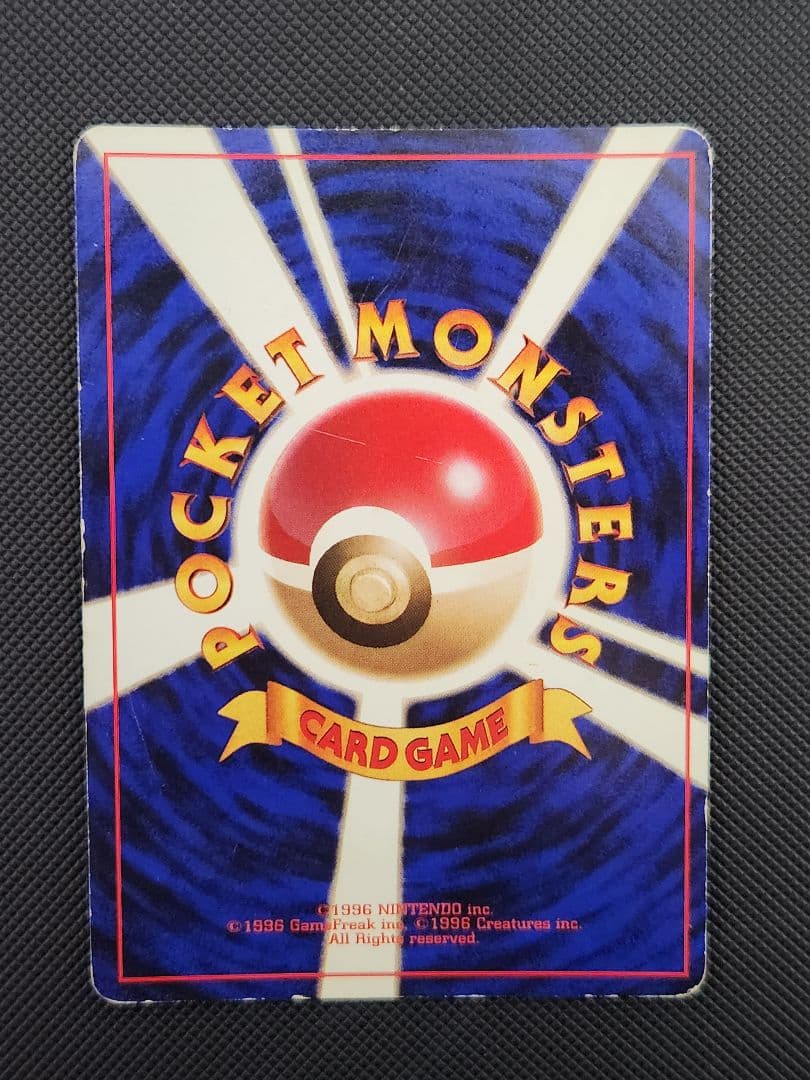 POCKET MONSTERS
CARD GAME
©1996 NINTENDO inc.
©1996 GameFreak inc. ©1996 Creatures inc.
All Rights reserved.